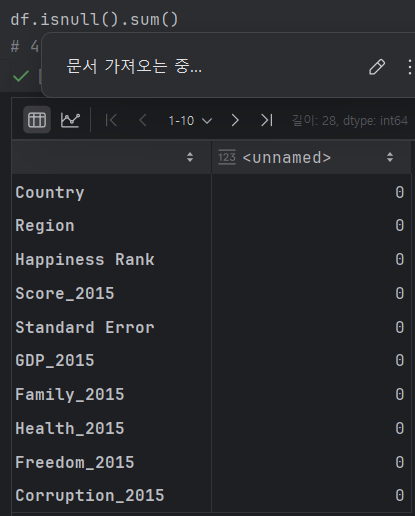 df.isnull().sum()
# 4
문서 가져오는 중...
1-10
길이: 28, dtype: int64
123 <unnamed>
Country 0
Region 0
Happiness Rank 0
Score_2015 0
Standard Error 0
GDP_2015 0
Family_2015 0
Health_2015 0
Freedom_2015 0
Corruption_2015 0